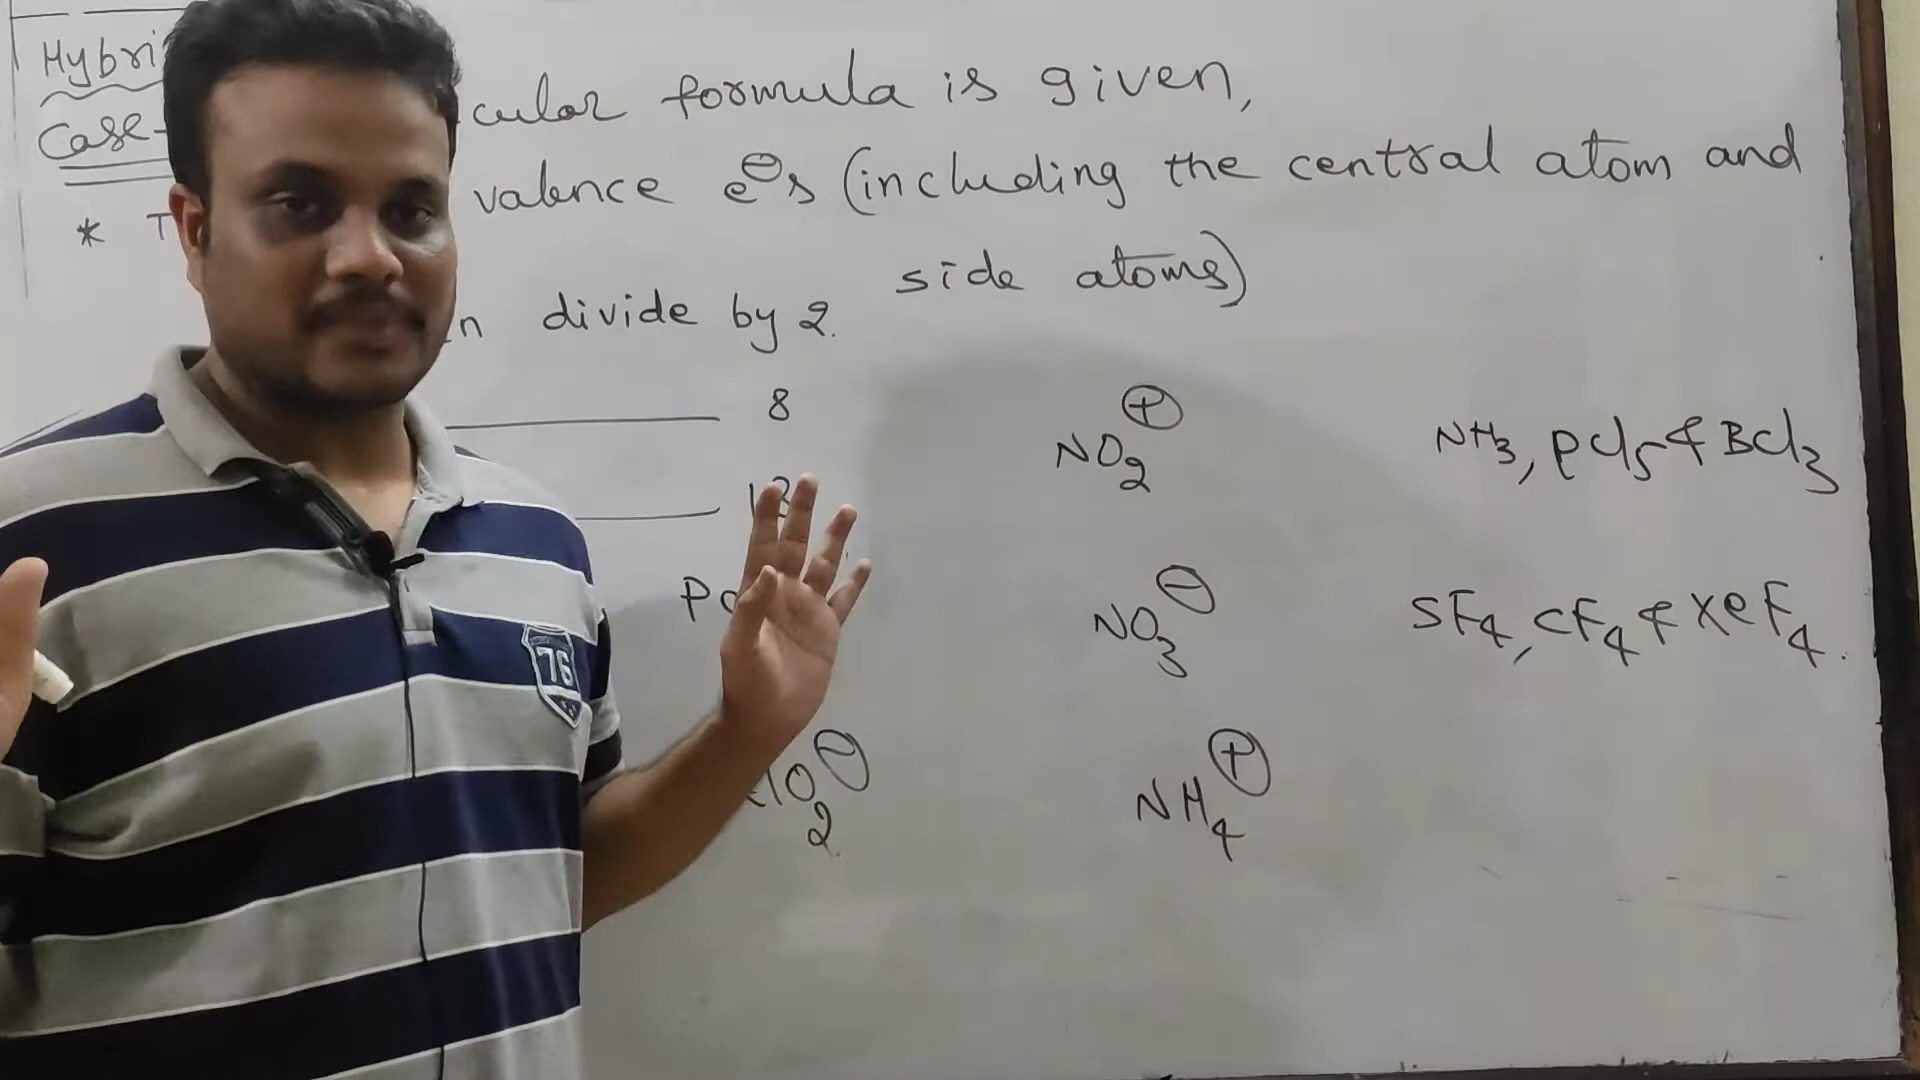 Hybri
Case- cular formula is given,
* T valence e⊖s (including the central atom and
side atoms)
n divide by 2.
8
NO2⊕ NH3, PCl5 & BCl3
NO3⊖ SF4, CF4 & XeF4.
lO2⊖ NH4⊕
76